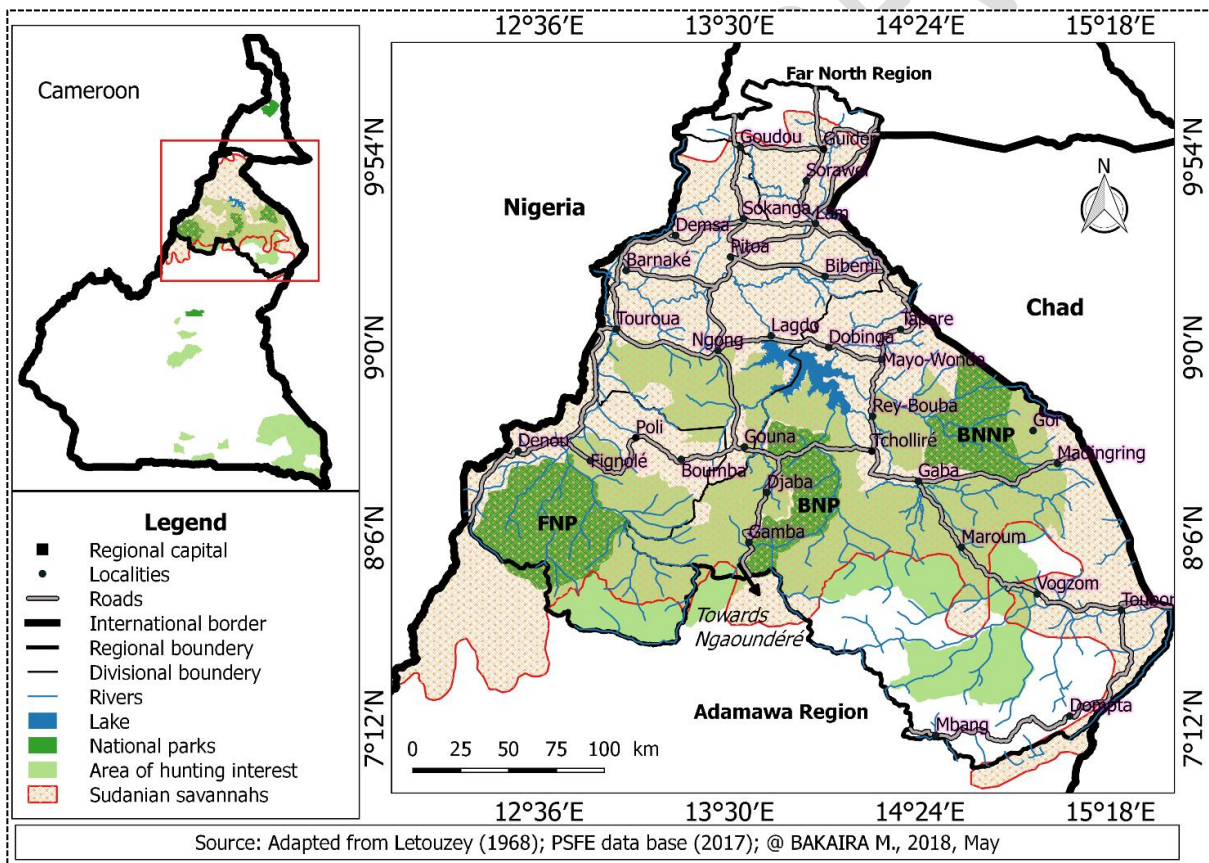 12°36′E 13°30′E 14°24′E 15°18′E
Cameroon
Far North Region
9°54′N
Goudou
Guider
9°54′N
Sorawel
N
Nigeria
Sokanga
Lam
Demsa
Pitoa
Barnaké
Bibemi
Chad
Touroua
Lagdo
Tapare
9°0′N
Ngong
Dobinga
Mayo-Wonde
9°0′N
Rey-Bouba
Poli
Gouna
Tcholliré
BNNP
Gor
Denou
Fignolé
Boumba
Gaba
Madingring
Djaba
FNP
BNP
8°6′N
Gamba
Maroum
8°6′N
Vogzom
Toubor
Towards
Ngaoundéré
Adamawa Region
7°12′N
Mbang
Dompta
7°12′N
0 25 50 75 100 km
12°36′E 13°30′E 14°24′E 15°18′E
Legend
Regional capital
Localities
Roads
International border
Regional boundary
Divisional boundary
Rivers
Lake
National parks
Area of hunting interest
Sudanian savannahs
Source: Adapted from Letouzey (1968); PSFE data base (2017); @ BAKAIRA M., 2018, May